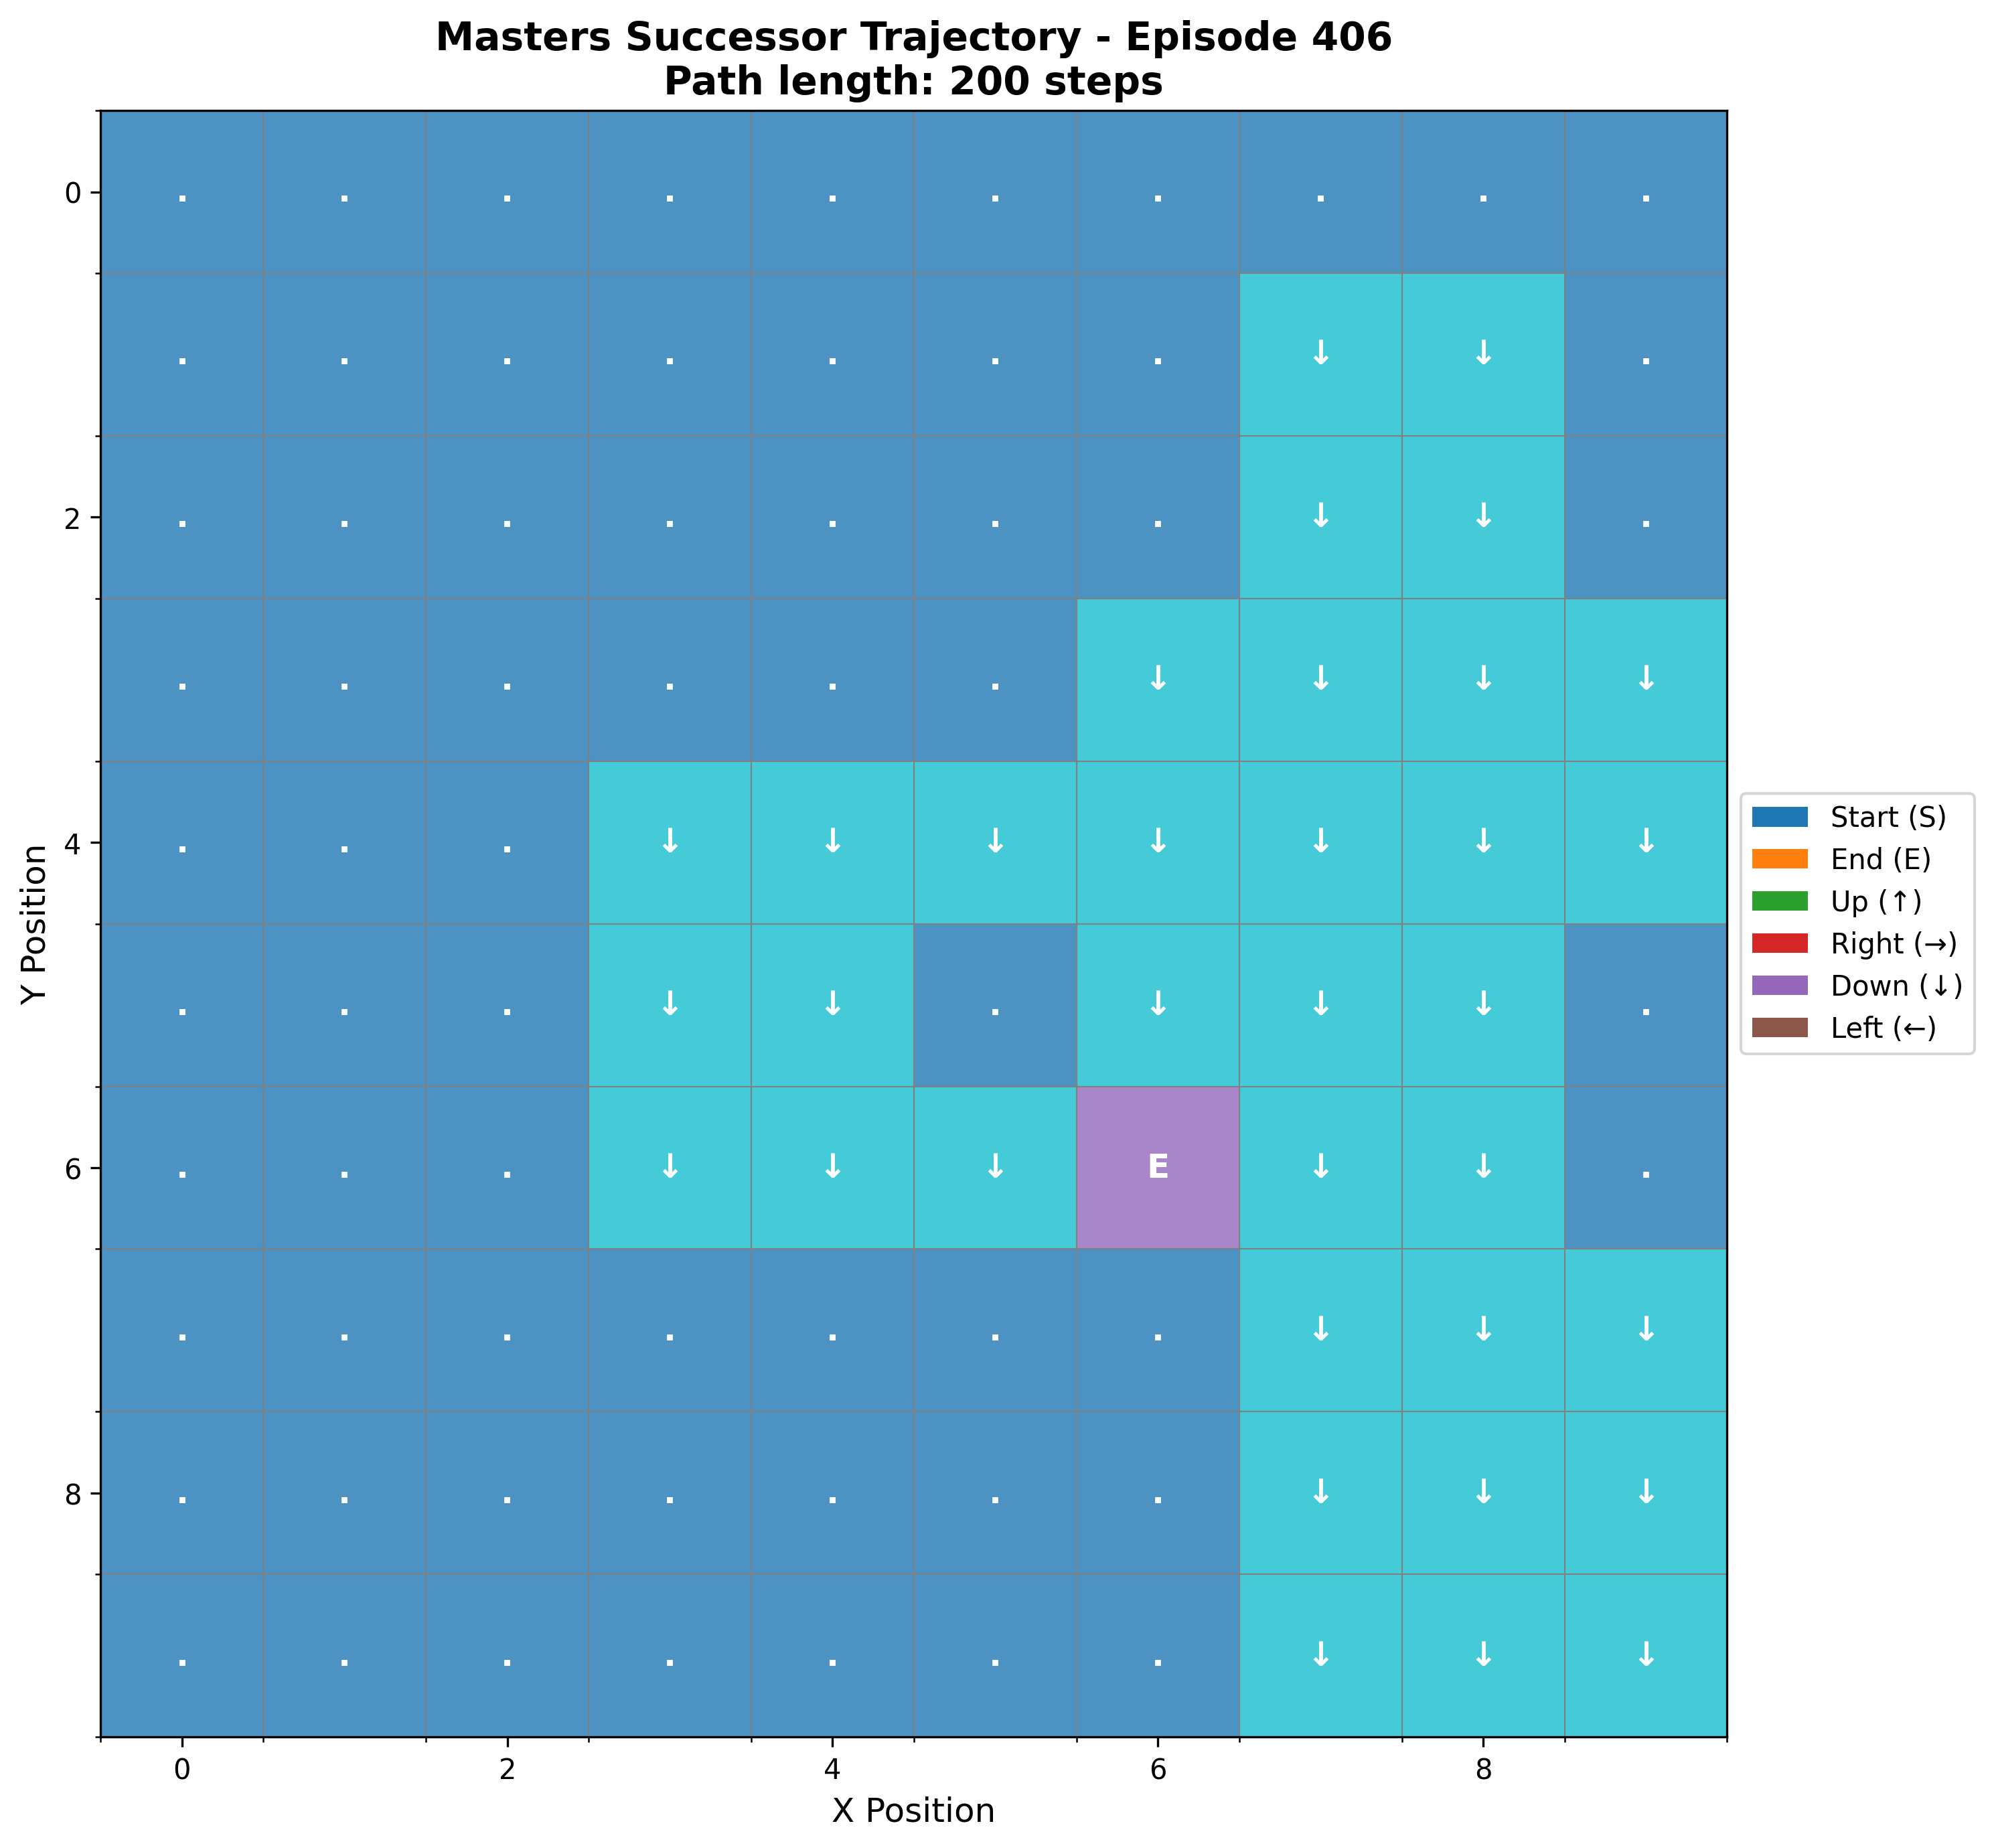 Masters Successor Trajectory - Episode 406
Path length: 200 steps
0 . . . . . . . . . .
. . . . . . . ↓ ↓ .
2 . . . . . . . ↓ ↓ .
. . . . . . ↓ ↓ ↓ ↓
4 . . . ↓ ↓ ↓ ↓ ↓ ↓ ↓
. . . ↓ ↓ . ↓ ↓ ↓ .
6 . . . ↓ ↓ ↓ E ↓ ↓ .
. . . . . . . ↓ ↓ ↓
8 . . . . . . . ↓ ↓ ↓
. . . . . . . ↓ ↓ ↓
0 2 4 6 8
X Position
Y Position
Start (S)
End (E)
Up (↑)
Right (→)
Down (↓)
Left (←)